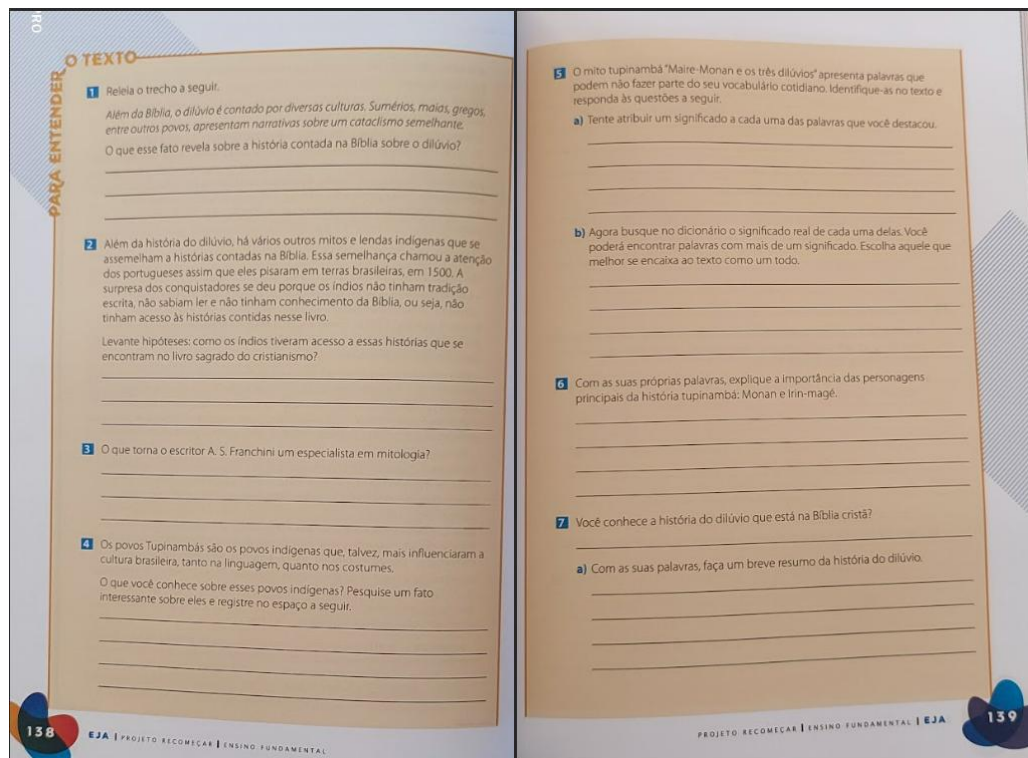 PRO
PARA ENTENDER O TEXTO
1 Releia o trecho a seguir.
Além da Bíblia, o dilúvio é contado por diversas culturas. Sumérios, maias, gregos,
entre outros povos, apresentam narrativas sobre um cataclismo semelhante.
O que esse fato revela sobre a história contada na Bíblia sobre o dilúvio?
2 Além da história do dilúvio, há vários outros mitos e lendas indígenas que se
assemelham a histórias contadas na Bíblia. Essa semelhança chamou a atenção
dos portugueses assim que eles pisaram em terras brasileiras, em 1500. A
surpresa dos conquistadores se deu porque os índios não tinham tradição
escrita, não sabiam ler e não tinham conhecimento da Bíblia, ou seja, não
tinham acesso às histórias contidas nesse livro.
Levante hipóteses: como os índios tiveram acesso a essas histórias que se
encontram no livro sagrado do cristianismo?
3 O que torna o escritor A. S. Franchini um especialista em mitologia?
4 Os povos Tupinambás são os povos indígenas que, talvez, mais influenciaram a
cultura brasileira, tanto na linguagem, quanto nos costumes.
O que você conhece sobre esses povos indígenas? Pesquise um fato
interessante sobre eles e registre no espaço a seguir.
138 EJA | PROJETO RECOMEÇAR | ENSINO FUNDAMENTAL
5 O mito tupinambá "Maire-Monan e os três dilúvios" apresenta palavras que
podem não fazer parte do seu vocabulário cotidiano. Identifique-as no texto e
responda às questões a seguir.
a) Tente atribuir um significado a cada uma das palavras que você destacou.
b) Agora busque no dicionário o significado real de cada uma delas. Você
poderá encontrar palavras com mais de um significado. Escolha aquele que
melhor se encaixa ao texto como um todo.
6 Com as suas próprias palavras, explique a importância das personagens
principais da história tupinambá: Monan e Irin-magé.
7 Você conhece a história do dilúvio que está na Bíblia cristã?
a) Com as suas palavras, faça um breve resumo da história do dilúvio.
PROJETO RECOMEÇAR | ENSINO FUNDAMENTAL | EJA 139